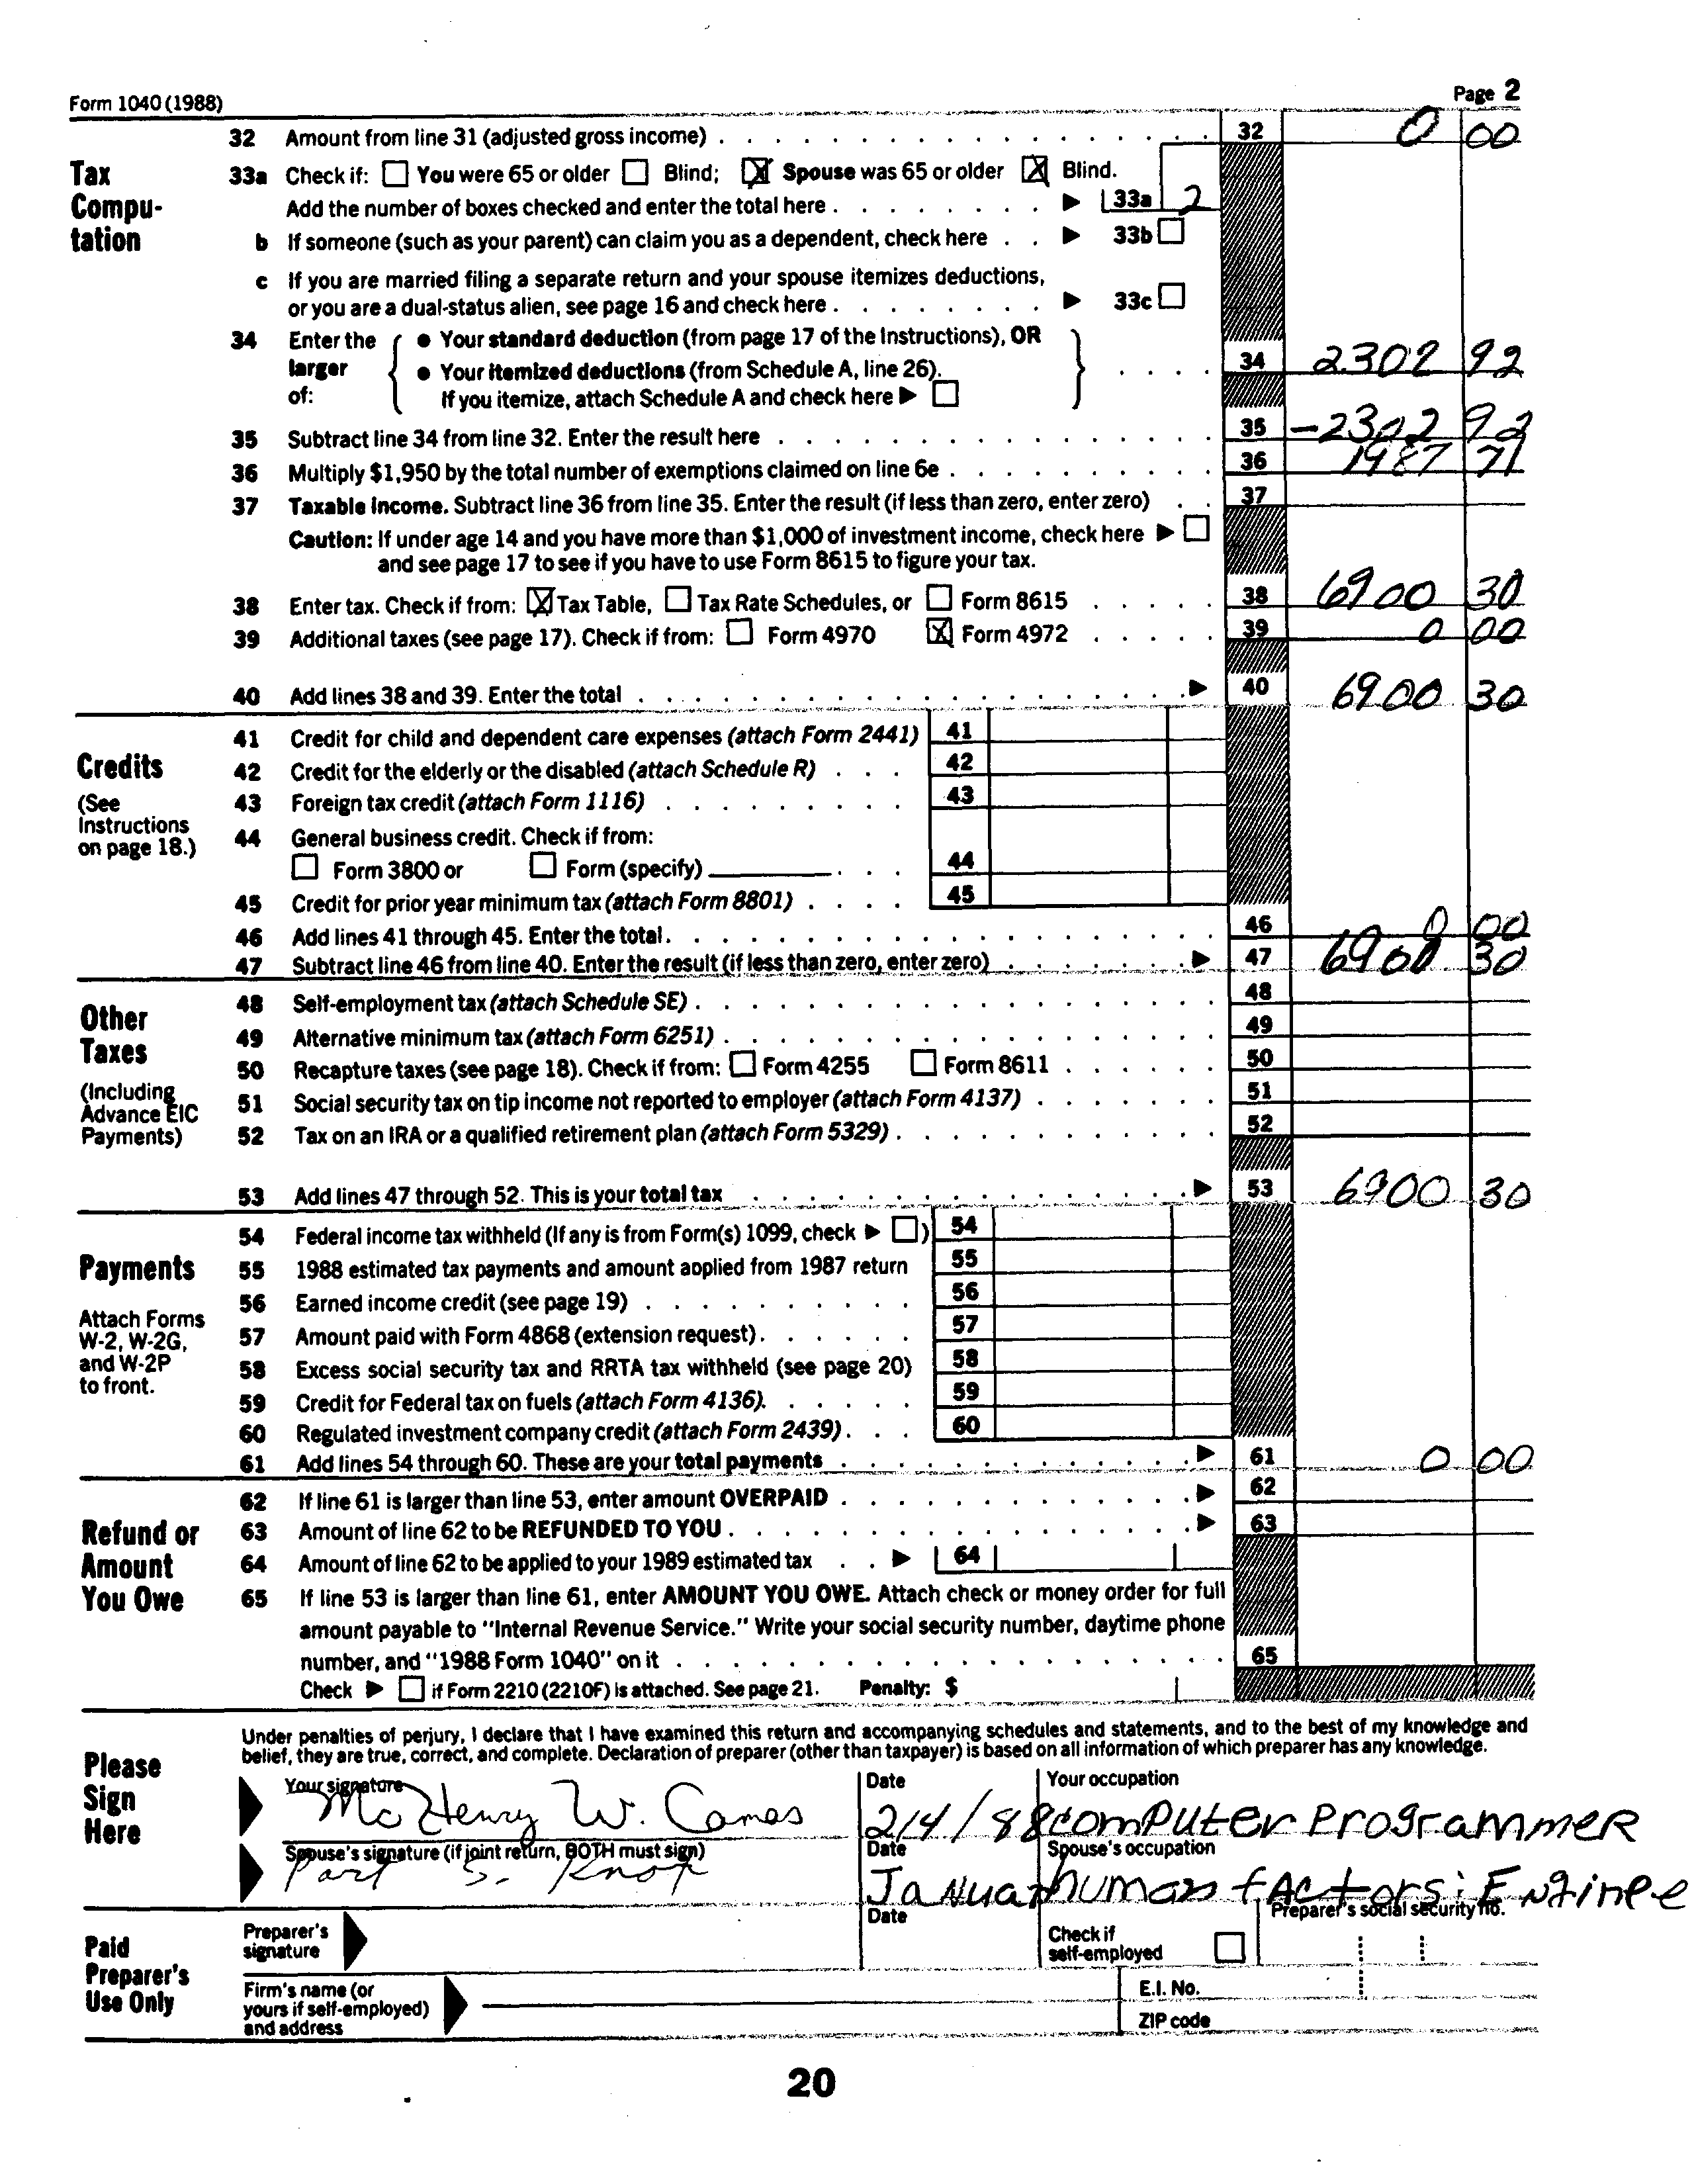 Form 1040 (1988) Page 2
32 Amount from line 31 (adjusted gross income) 32 0 00
Tax Compu-tation
33a Check if: You were 65 or older Blind; X Spouse was 65 or older X Blind.
Add the number of boxes checked and enter the total here ► 33a 2
b If someone (such as your parent) can claim you as a dependent, check here ► 33b
c If you are married filing a separate return and your spouse itemizes deductions,
or you are a dual-status alien, see page 16 and check here ► 33c
34 Enter the larger of: { • Your standard deduction (from page 17 of the Instructions), OR
• Your itemized deductions (from Schedule A, line 26).
If you itemize, attach Schedule A and check here ► } 34 2302 92
35 Subtract line 34 from line 32. Enter the result here 35 -2302 92
36 Multiply $1,950 by the total number of exemptions claimed on line 6e 36 1987 71
37 Taxable income. Subtract line 36 from line 35. Enter the result (if less than zero, enter zero) 37
Caution: If under age 14 and you have more than $1,000 of investment income, check here ►
and see page 17 to see if you have to use Form 8615 to figure your tax.
38 Enter tax. Check if from: X Tax Table, Tax Rate Schedules, or Form 8615 38 6900 30
39 Additional taxes (see page 17). Check if from: Form 4970 X Form 4972 39 0 00
40 Add lines 38 and 39. Enter the total ► 40 6900 30
Credits
(See Instructions on page 18.)
41 Credit for child and dependent care expenses (attach Form 2441) 41
42 Credit for the elderly or the disabled (attach Schedule R) 42
43 Foreign tax credit (attach Form 1116) 43
44 General business credit. Check if from:
Form 3800 or Form (specify) 44
45 Credit for prior year minimum tax (attach Form 8801) 45
46 Add lines 41 through 45. Enter the total. 46 0 00
47 Subtract line 46 from line 40. Enter the result (if less than zero, enter zero) ► 47 6900 30
Other Taxes
(Including Advance EIC Payments)
48 Self-employment tax (attach Schedule SE) 48
49 Alternative minimum tax (attach Form 6251) 49
50 Recapture taxes (see page 18). Check if from: Form 4255 Form 8611 50
51 Social security tax on tip income not reported to employer (attach Form 4137) 51
52 Tax on an IRA or a qualified retirement plan (attach Form 5329) 52
53 Add lines 47 through 52. This is your total tax ► 53 6900 30
Payments
Attach Forms W-2, W-2G, and W-2P to front.
54 Federal income tax withheld (If any is from Form(s) 1099, check ► ) 54
55 1988 estimated tax payments and amount applied from 1987 return 55
56 Earned income credit (see page 19) 56
57 Amount paid with Form 4868 (extension request) 57
58 Excess social security tax and RRTA tax withheld (see page 20) 58
59 Credit for Federal tax on fuels (attach Form 4136) 59
60 Regulated investment company credit (attach Form 2439) 60
61 Add lines 54 through 60. These are your total payments ► 61 0 00
Refund or Amount You Owe
62 If line 61 is larger than line 53, enter amount OVERPAID ► 62
63 Amount of line 62 to be REFUNDED TO YOU ► 63
64 Amount of line 62 to be applied to your 1989 estimated tax ► 64
65 If line 53 is larger than line 61, enter AMOUNT YOU OWE. Attach check or money order for full
amount payable to "Internal Revenue Service." Write your social security number, daytime phone
number, and "1988 Form 1040" on it 65
Check ► if Form 2210 (2210F) is attached. See page 21. Penalty: $
Please Sign Here
Under penalties of perjury, I declare that I have examined this return and accompanying schedules and statements, and to the best of my knowledge and
belief, they are true, correct, and complete. Declaration of preparer (other than taxpayer) is based on all information of which preparer has any knowledge.
Your signature Date Your occupation
McHenry W. Camas 2/4/88 computer Programmer
Spouse's signature (if joint return, BOTH must sign) Date Spouse's occupation
S. Knot human fActors: Enginee
Paid Preparer's Use Only
Preparer's signature Date Check if self-employed Preparer's social security no.
Firm's name (or yours if self-employed) and address E.I. No.
ZIP code
20